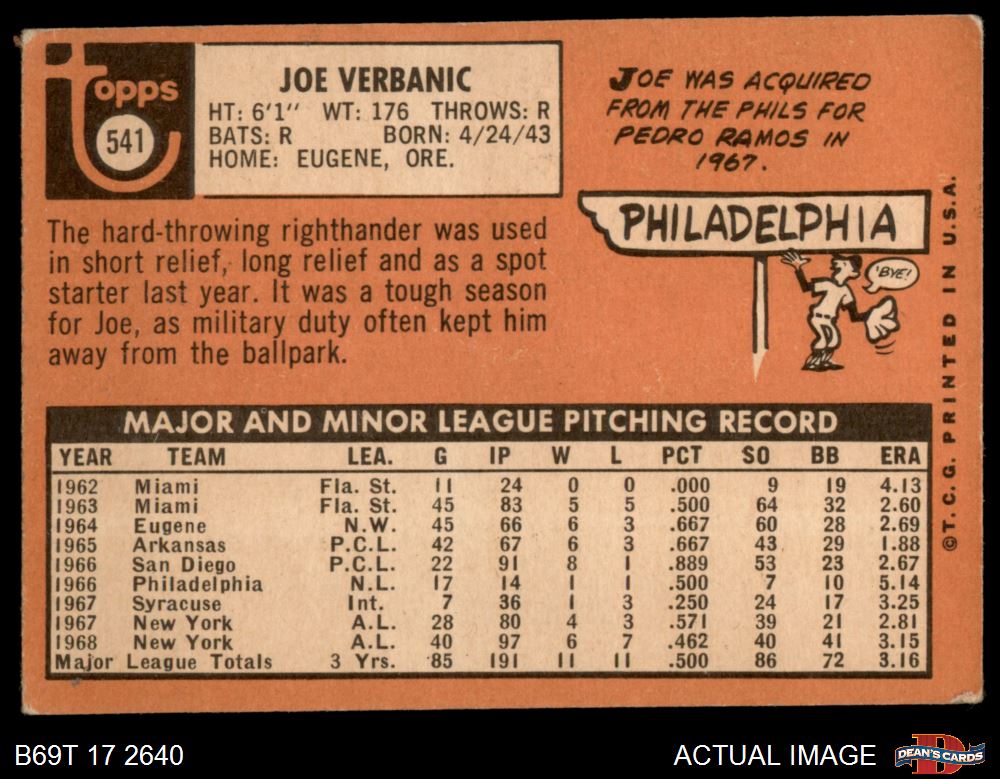 topps
541
JOE VERBANIC
HT: 6'1" WT: 176 THROWS: R
BATS: R BORN: 4/24/43
HOME: EUGENE, ORE.
JOE WAS ACQUIRED
FROM THE PHILS FOR
PEDRO RAMOS IN
1967.
PHILADELPHIA
'BYE!
The hard-throwing righthander was used
in short relief, long relief and as a spot
starter last year. It was a tough season
for Joe, as military duty often kept him
away from the ballpark.
MAJOR AND MINOR LEAGUE PITCHING RECORD
YEAR TEAM LEA. G IP W L PCT SO BB ERA
1962 Miami Fla. St. 11 24 0 0 .000 9 19 4.13
1963 Miami Fla. St. 45 83 5 5 .500 64 32 2.60
1964 Eugene N.W. 45 66 6 3 .667 60 28 2.69
1965 Arkansas P.C.L. 42 67 6 3 .667 43 29 1.88
1966 San Diego P.C.L. 22 91 8 1 .889 53 23 2.67
1966 Philadelphia N.L. 17 14 1 1 .500 7 10 5.14
1967 Syracuse Int. 7 36 1 3 .250 24 17 3.25
1967 New York A.L. 28 80 4 3 .571 39 21 2.81
1968 New York A.L. 40 97 6 7 .462 40 41 3.15
Major League Totals 3 Yrs. 85 191 11 11 .500 86 72 3.16
©T.C.G. PRINTED IN U.S.A.
B69T 17 2640
ACTUAL IMAGE
D
DEAN'S CARDS